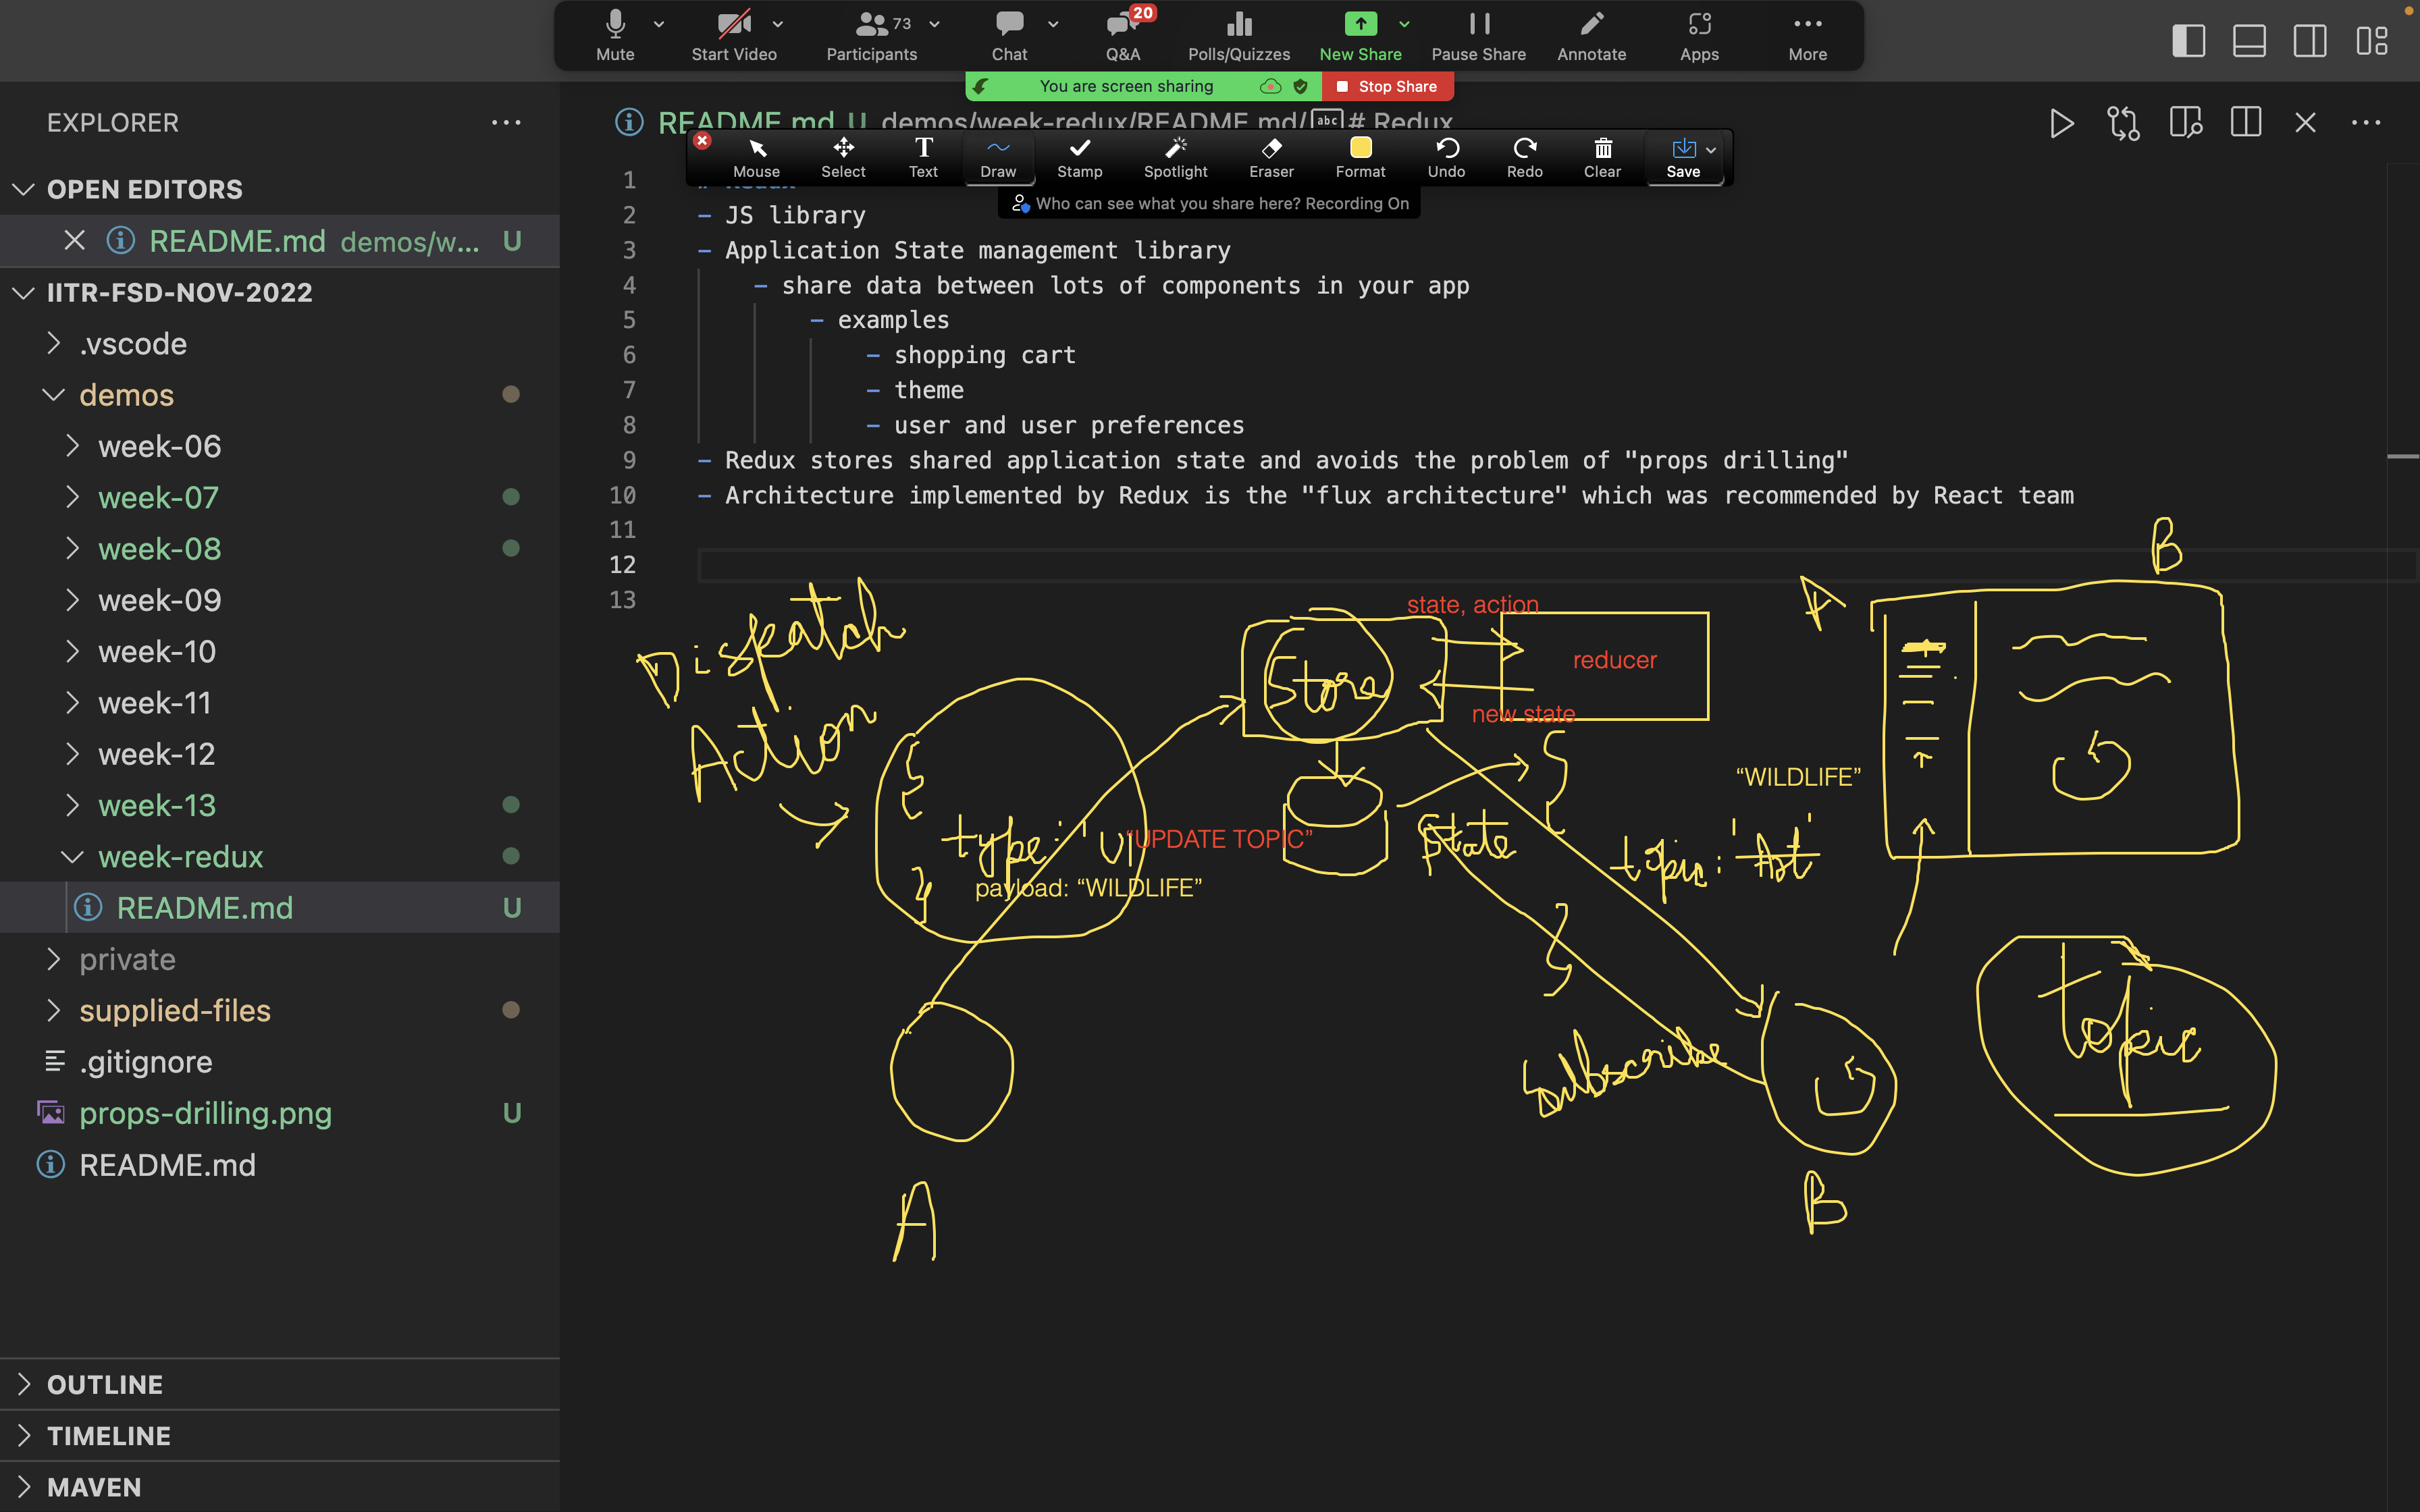 Mute
Start Video
Participants
73
Chat
Q&A
20
Polls/Quizzes
New Share
Pause Share
Annotate
Apps
More
You are screen sharing
Stop Share
EXPLORER
README.md U demos/week-redux/README.md/ abc # Redux
Mouse
Select
Text
Draw
Stamp
Spotlight
Eraser
Format
Undo
Redo
Clear
Save
Who can see what you share here? Recording On
OPEN EDITORS
README.md demos/w... U
IITR-FSD-NOV-2022
.vscode
demos
week-06
week-07
week-08
week-09
week-10
week-11
week-12
week-13
week-redux
README.md U
private
supplied-files
.gitignore
props-drilling.png U
README.md
OUTLINE
TIMELINE
MAVEN
1 # Redux
2 - JS library
3 - Application State management library
4 - share data between lots of components in your app
5 - examples
6 - shopping cart
7 - theme
8 - user and user preferences
9 - Redux stores shared application state and avoids the problem of "props drilling"
10 - Architecture implemented by Redux is the "flux architecture" which was recommended by React team
11
12
13
B
A
Dispatch
Action
state, action
Store
reducer
new state
{
type: 'U
“UPDATE TOPIC”
payload: “WILDLIFE”
}
{
State
“WILDLIFE”
topic: 'Art'
}
Subscribe
topic
A
B